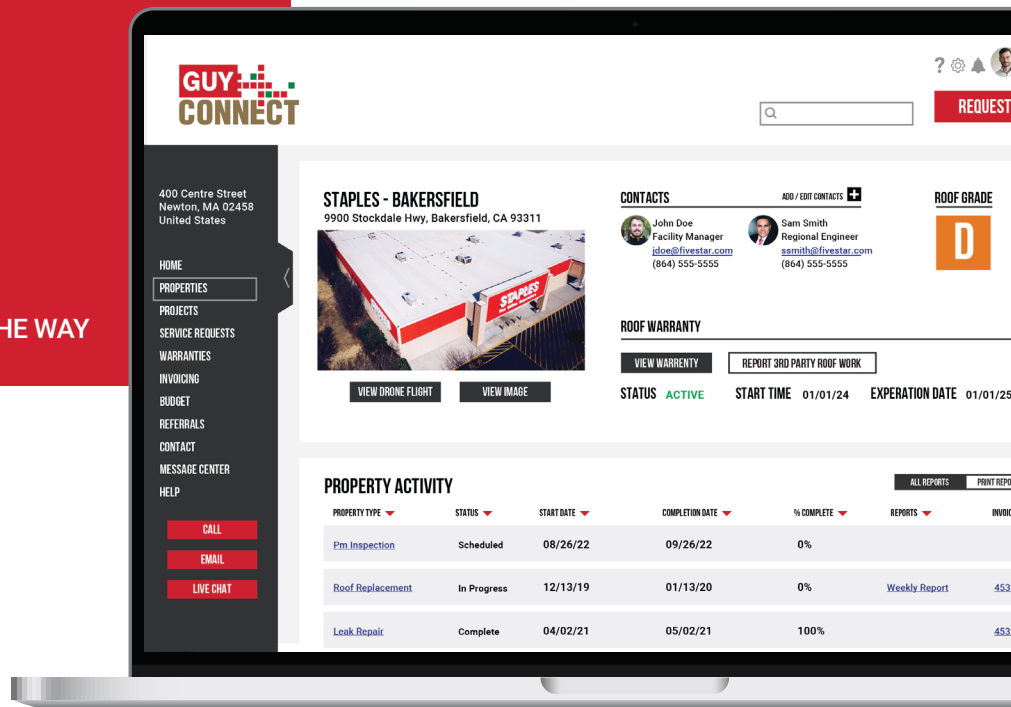 HE WAY
GUY
CONNECT
?
REQUEST
400 Centre Street
Newton, MA 02458
United States
HOME
PROPERTIES
PROJECTS
SERVICE REQUESTS
WARRANTIES
INVOICING
BUDGET
REFERRALS
CONTACT
MESSAGE CENTER
HELP
CALL
EMAIL
LIVE CHAT
STAPLES - BAKERSFIELD
9900 Stockdale Hwy, Bakersfield, CA 93311
STAPLES
STAPLES
VIEW DRONE FLIGHT VIEW IMAGE
CONTACTS ADD / EDIT CONTACTS
John Doe
Facility Manager
jdoe@fivestar.com
(864) 555-5555
Sam Smith
Regional Engineer
ssmith@fivestar.com
(864) 555-5555
ROOF GRADE
D
ROOF WARRANTY
VIEW WARRENTY REPORT 3RD PARTY ROOF WORK
STATUS ACTIVE START TIME 01/01/24 EXPERATION DATE 01/01/25
PROPERTY ACTIVITY
ALL REPORTS PRINT REPO
PROPERTY TYPE STATUS START DATE COMPLETION DATE % COMPLETE REPORTS INVOIC
Pm Inspection Scheduled 08/26/22 09/26/22 0%
Roof Replacement In Progress 12/13/19 01/13/20 0% Weekly Report 453
Leak Repair Complete 04/02/21 05/02/21 100% 453